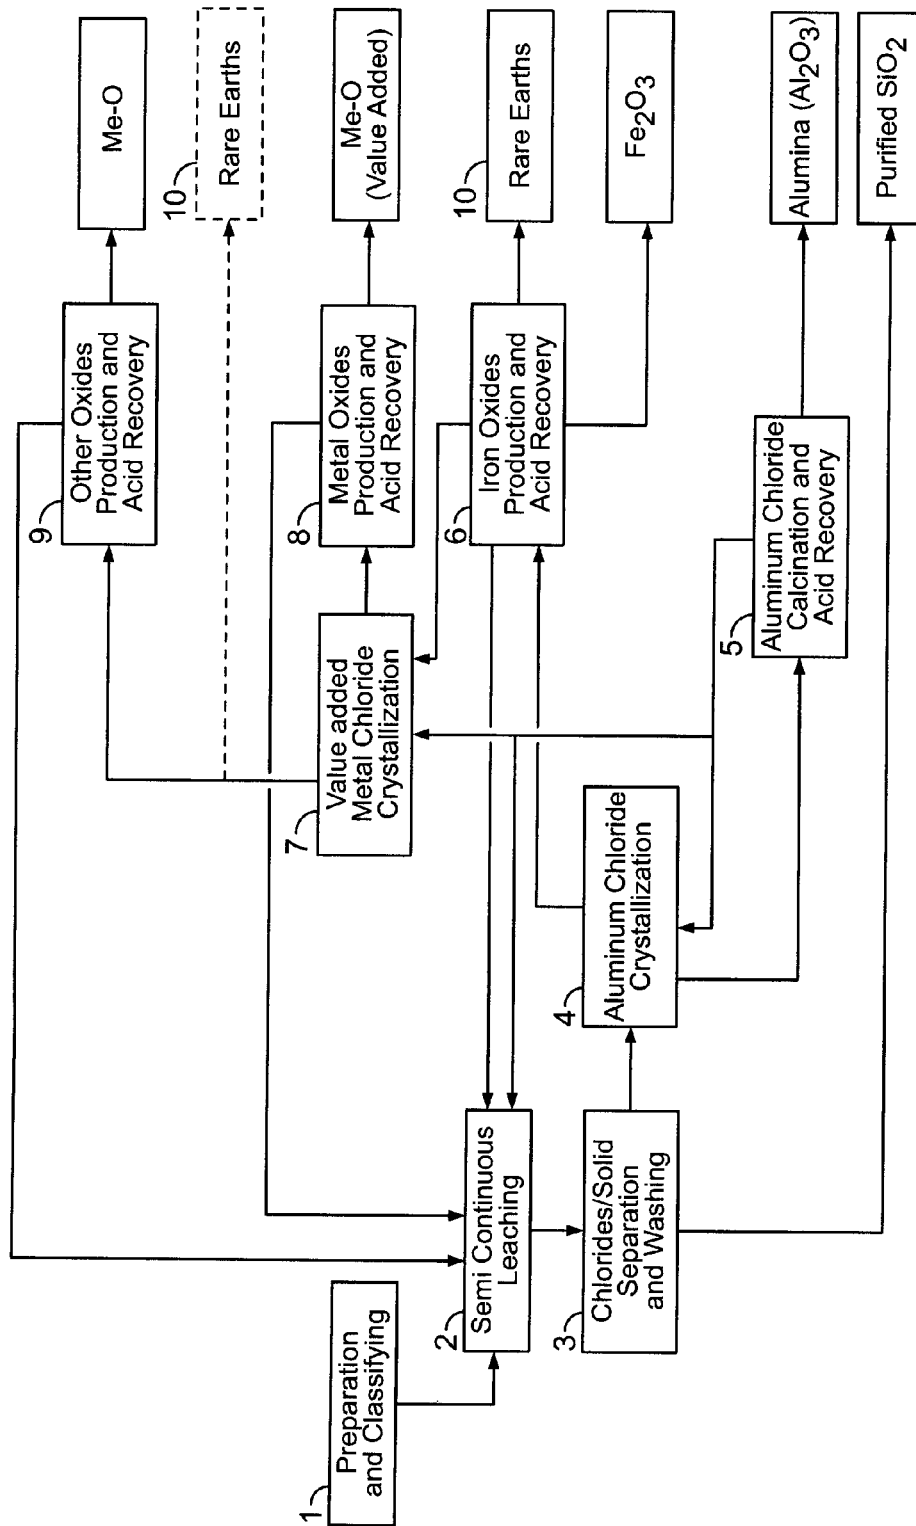 1
Preparation
and Classifying
2
Semi Continuous
Leaching
3
Chlorides/Solid
Separation
and Washing
4
Aluminum Chloride
Crystallization
5
Aluminum Chloride
Calcination and
Acid Recovery
6
Iron Oxides
Production and
Acid Recovery
7
Value added
Metal Chloride
Crystallization
8
Metal Oxides
Production and
Acid Recovery
9
Other Oxides
Production and
Acid Recovery
Me-O
10
Rare Earths
Me-O
(Value Added)
10
Rare Earths
Fe2O3
Alumina (Al2O3)
Purified SiO2